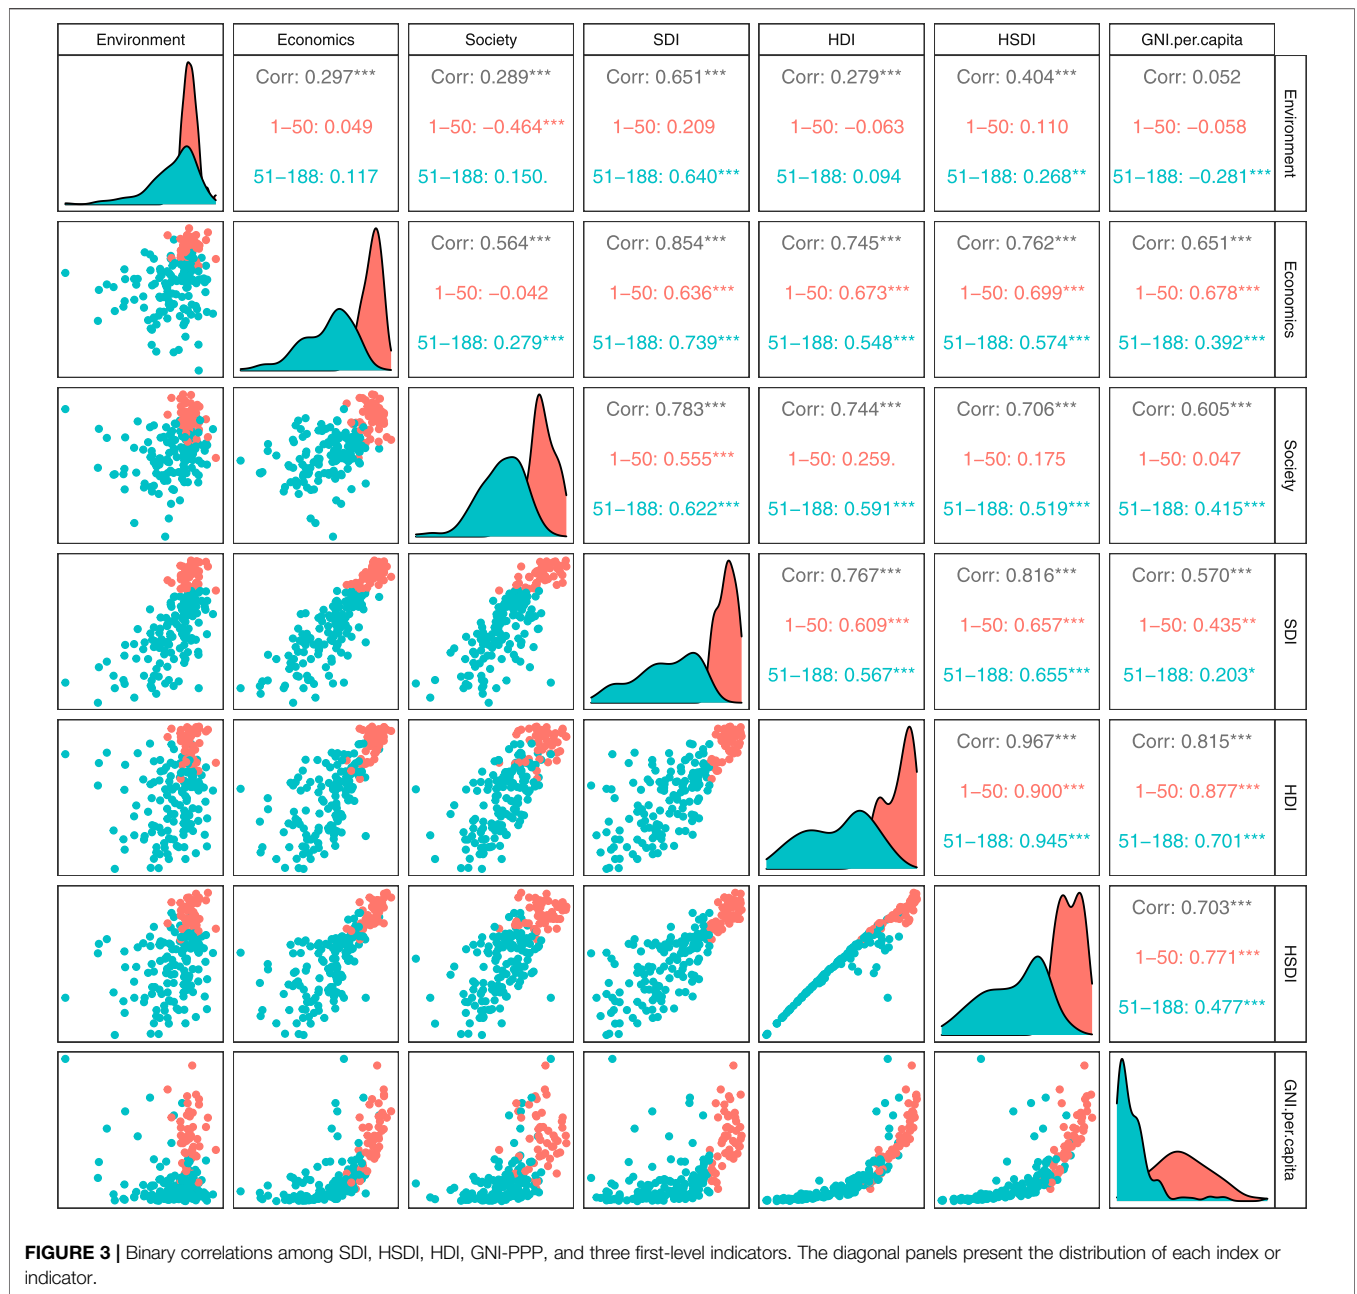 Environment Economics Society SDI HDI HSDI GNI.per.capita
Corr: 0.297*** Corr: 0.289*** Corr: 0.651*** Corr: 0.279*** Corr: 0.404*** Corr: 0.052
1−50: 0.049 1−50: −0.464*** 1−50: 0.209 1−50: −0.063 1−50: 0.110 1−50: −0.058
51−188: 0.117 51−188: 0.150. 51−188: 0.640*** 51−188: 0.094 51−188: 0.268** 51−188: −0.281***
Environment
Corr: 0.564*** Corr: 0.854*** Corr: 0.745*** Corr: 0.762*** Corr: 0.651***
1−50: −0.042 1−50: 0.636*** 1−50: 0.673*** 1−50: 0.699*** 1−50: 0.678***
51−188: 0.279*** 51−188: 0.739*** 51−188: 0.548*** 51−188: 0.574*** 51−188: 0.392***
Economics
Corr: 0.783*** Corr: 0.744*** Corr: 0.706*** Corr: 0.605***
1−50: 0.555*** 1−50: 0.259. 1−50: 0.175 1−50: 0.047
51−188: 0.622*** 51−188: 0.591*** 51−188: 0.519*** 51−188: 0.415***
Society
Corr: 0.767*** Corr: 0.816*** Corr: 0.570***
1−50: 0.609*** 1−50: 0.657*** 1−50: 0.435**
51−188: 0.567*** 51−188: 0.655*** 51−188: 0.203*
SDI
Corr: 0.967*** Corr: 0.815***
1−50: 0.900*** 1−50: 0.877***
51−188: 0.945*** 51−188: 0.701***
HDI
Corr: 0.703***
1−50: 0.771***
51−188: 0.477***
HSDI
GNI.per.capita
FIGURE 3 | Binary correlations among SDI, HSDI, HDI, GNI-PPP, and three first-level indicators. The diagonal panels present the distribution of each index or
indicator.